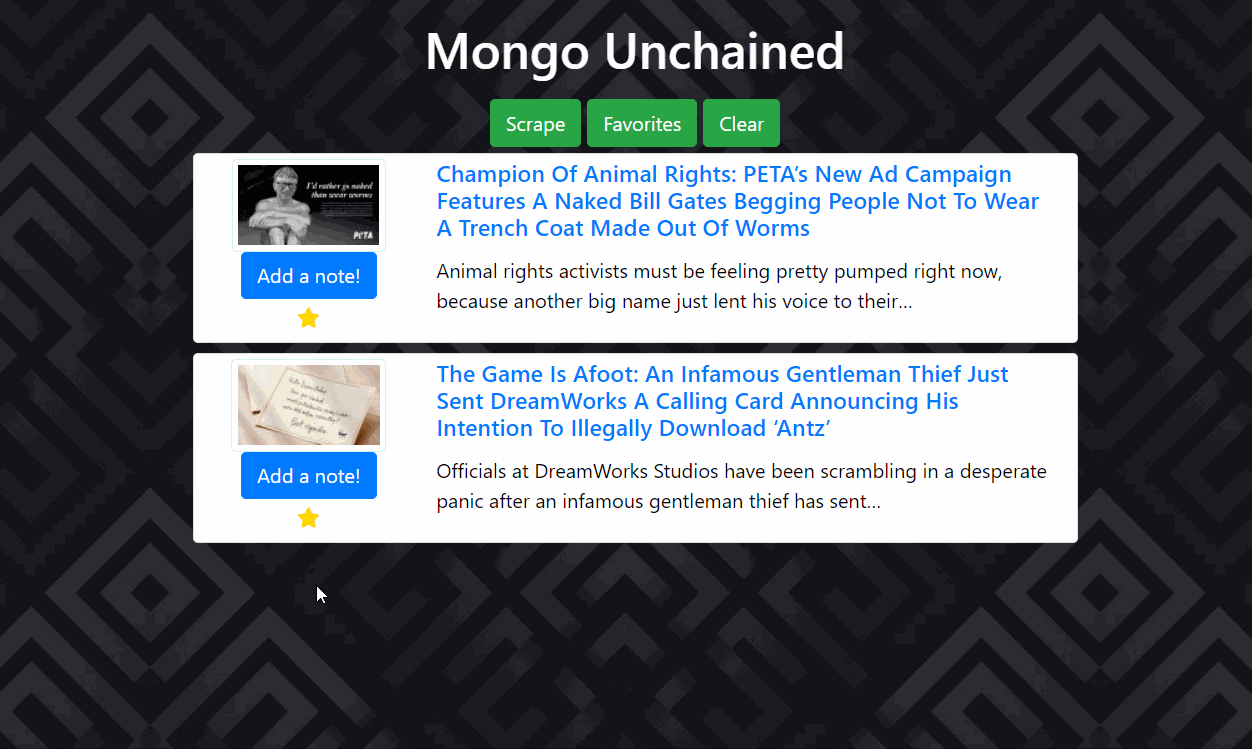 Mongo Unchained
Scrape Favorites Clear
I'd rather go naked
than wear worms
PETA
Add a note!
Champion Of Animal Rights: PETA's New Ad Campaign
Features A Naked Bill Gates Begging People Not To Wear
A Trench Coat Made Out Of Worms
Animal rights activists must be feeling pretty pumped right now,
because another big name just lent his voice to their...
Add a note!
The Game Is Afoot: An Infamous Gentleman Thief Just
Sent DreamWorks A Calling Card Announcing His
Intention To Illegally Download ‘Antz’
Officials at DreamWorks Studios have been scrambling in a desperate
panic after an infamous gentleman thief has sent...